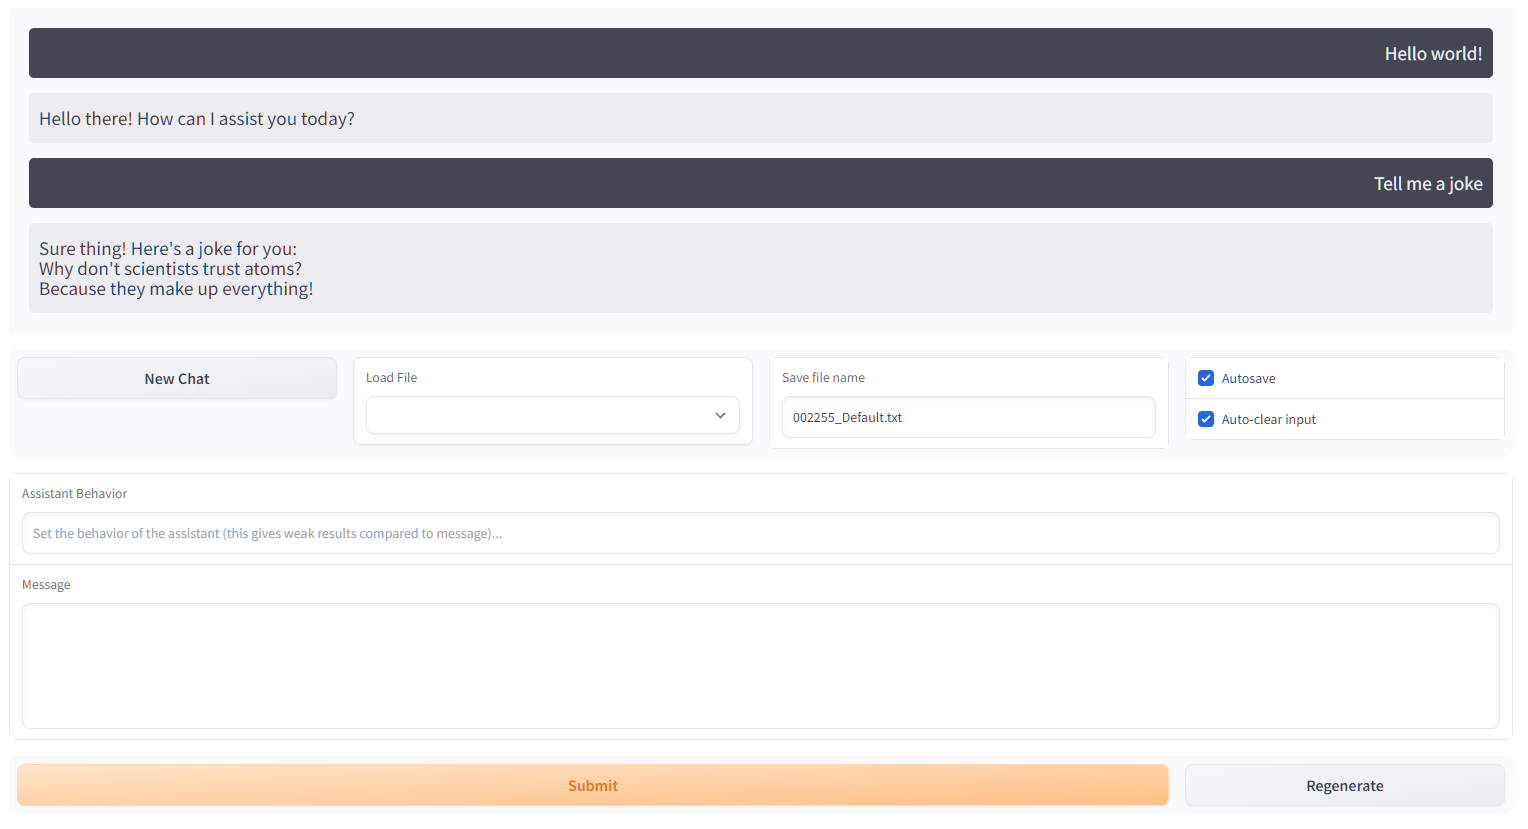 Hello world!
Hello there! How can I assist you today?
Tell me a joke
Sure thing! Here's a joke for you:
Why don't scientists trust atoms?
Because they make up everything!
New Chat
Load File
Save file name
002255_Default.txt
Autosave
Auto-clear input
Assistant Behavior
Set the behavior of the assistant (this gives weak results compared to message)...
Message
Submit
Regenerate